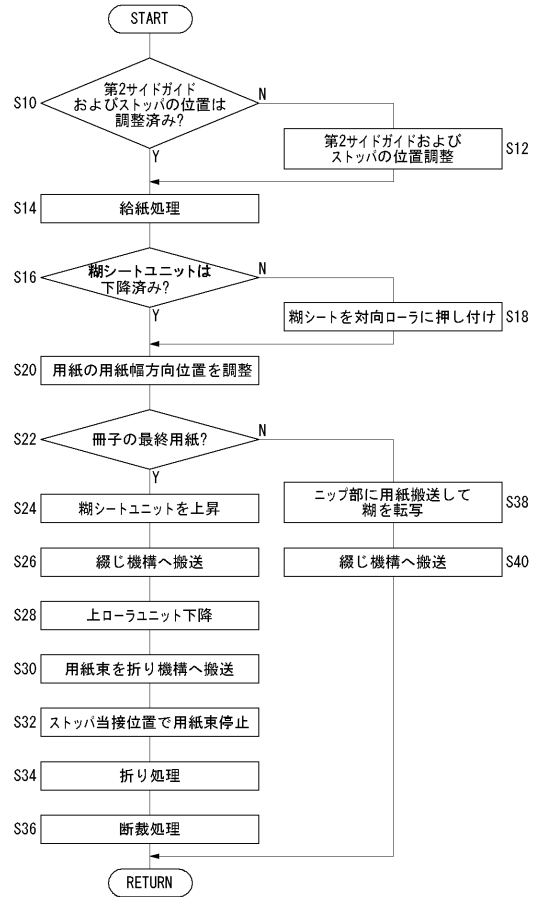 START
S10
第2サイドガイド
およびストッパの位置は
調整済み?
N
Y
第2サイドガイドおよび
ストッパの位置調整
S12
S14
給紙処理
S16
糊シートユニットは
下降済み?
N
Y
糊シートを対向ローラに押し付け
S18
S20
用紙の用紙幅方向位置を調整
S22
冊子の最終用紙?
N
Y
S24
糊シートユニットを上昇
ニップ部に用紙搬送して
糊を転写
S38
S26
綴じ機構へ搬送
綴じ機構へ搬送
S40
S28
上ローラユニット下降
S30
用紙束を折り機構へ搬送
S32
ストッパ当接位置で用紙束停止
S34
折り処理
S36
断裁処理
RETURN